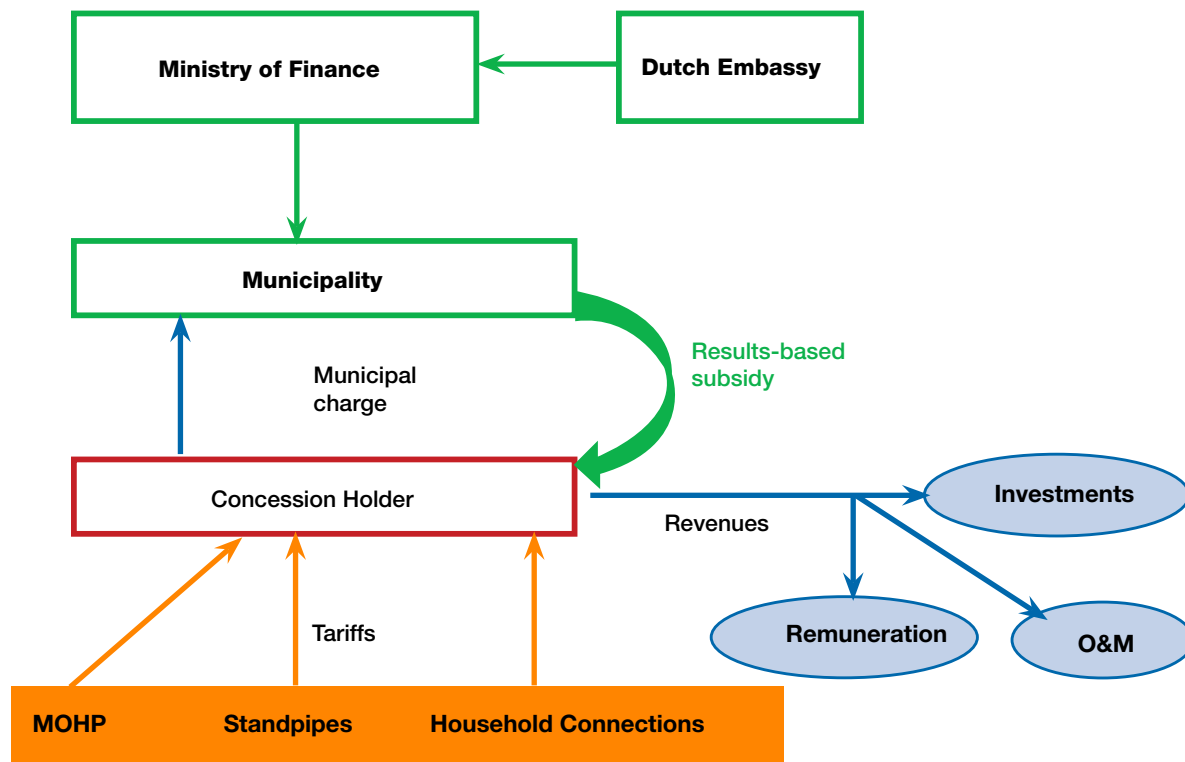 Ministry of Finance
Dutch Embassy
Municipality
Results-based
subsidy
Municipal
charge
Concession Holder
Investments
Revenues
Remuneration
O&M
Tariffs
MOHP
Standpipes
Household Connections